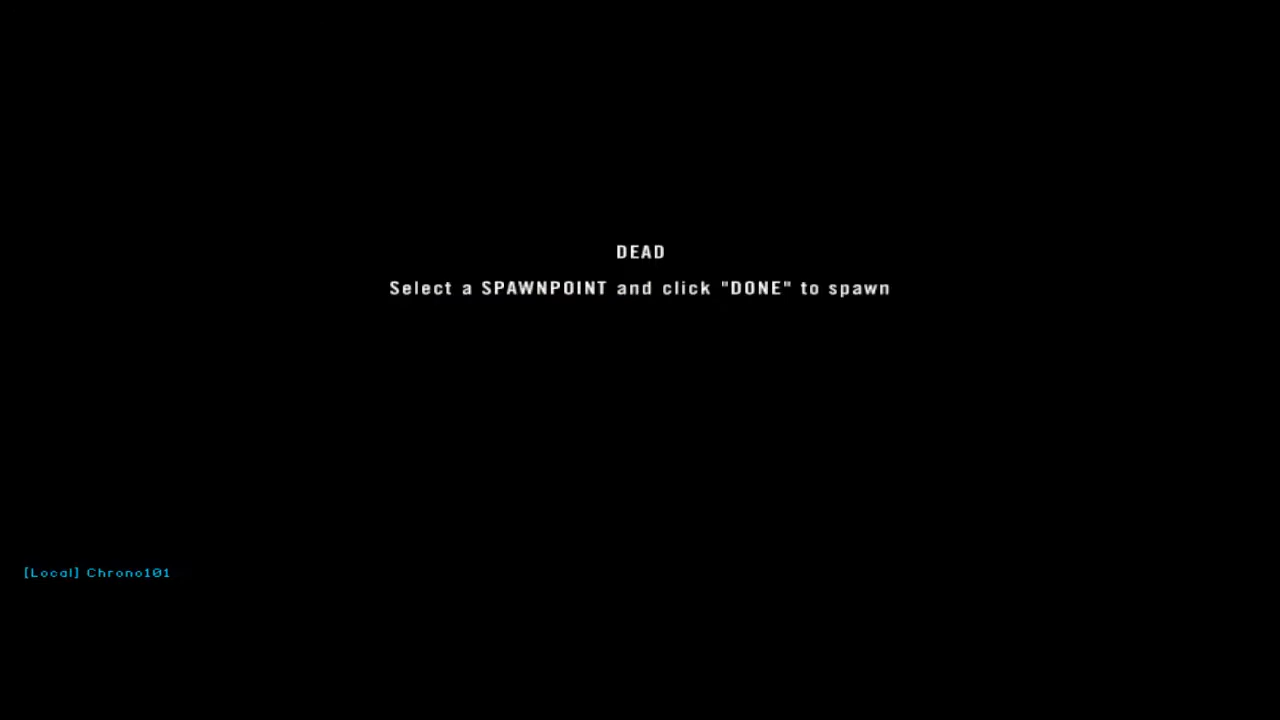 DEAD
Select a SPAWNPOINT and click "DONE" to spawn
[Local] Chrono101